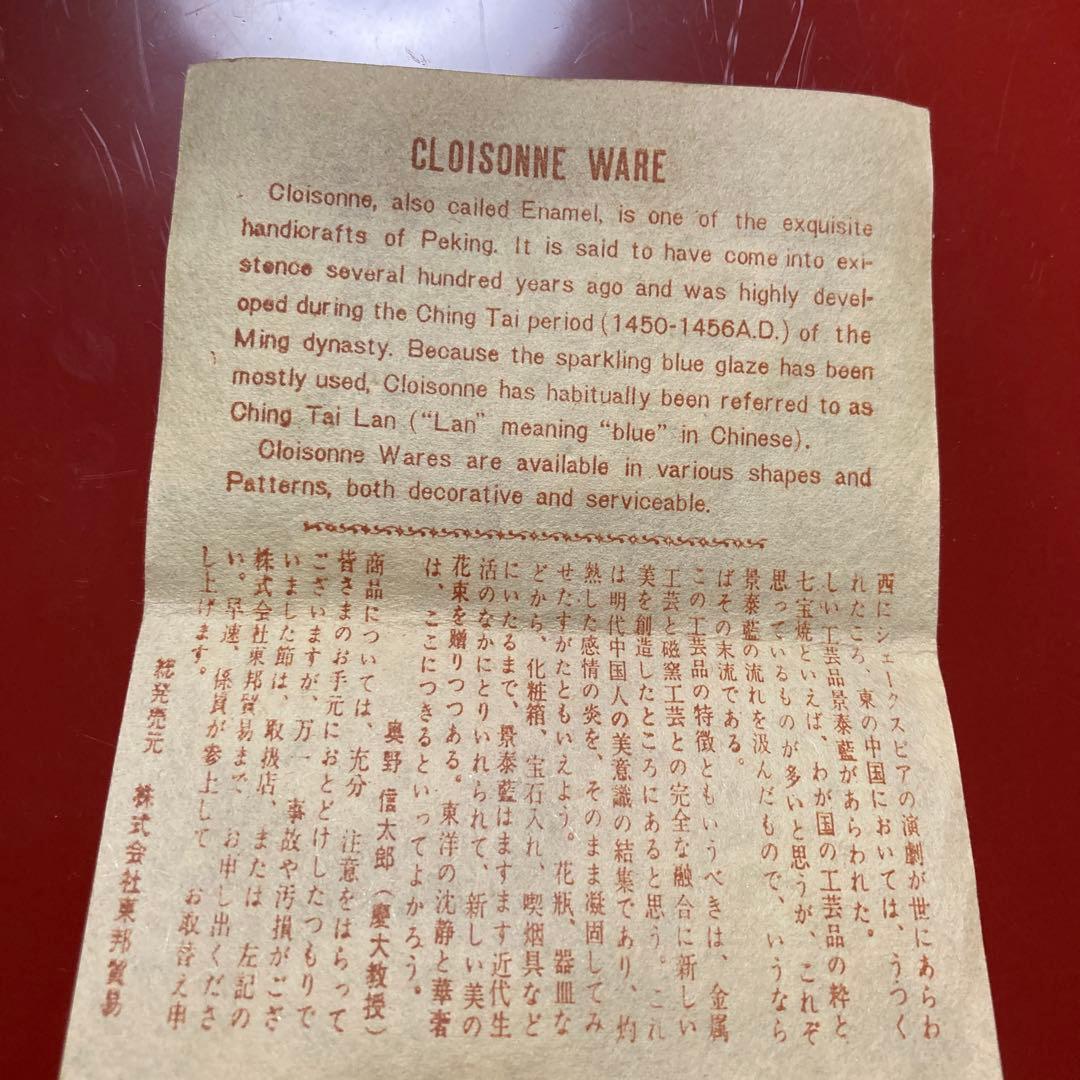 CLOISONNE WARE
Cloisonne, also called Enamel, is one of the exquisite
handicrafts of Peking. It is said to have come into exi-
stence several hundred years ago and was highly devel-
oped during the Ching Tai period (1450-1456A.D.) of the
Ming dynasty. Because the sparkling blue glaze has been
mostly used, Cloisonne has habitually been referred to as
Ching Tai Lan (“Lan” meaning “blue” in Chinese).
Cloisonne Wares are available in various shapes and
Patterns, both decorative and serviceable.
西にシェークスピアの演劇が世にあらわ
れたころ、東の中国においては、うつく
しい工芸品景泰藍があらわれた。
七宝焼といえば、わが国の工芸品の粋と
思っているものが多いと思うが、これぞ
景泰藍の流れを汲んだもので、いうなら
ばその末流である。
この工芸品の特徴ともいうべきは、金属
工芸と磁窯工芸との完全な融合に新しい
美を創造したところにあると思う。これ
は明代中国人の美意識の結集であり、灼
熱した感情の炎を、そのまま凝固してみ
せたすがたともいえよう。花瓶、器皿な
どから、化粧箱、宝石入れ、喫烟具など
にいたるまで、景泰藍はますます近代生
活のなかにとりいれられて、新しい美の
花束を贈りつつある。東洋の沈静と華奢
は、ここにつきるといってよかろう。
奥野信太郎（慶大教授）
商品については、充分 注意をはらって
皆さまのお手元におとどけしたつもりで
ございますが、万一 事故や汚損がござ
いました節は、取扱店、または 左記の
株式会社東邦貿易まで お申し出くださ
い。早速、係員が参上して お取替え申
し上げます。
総発売元 株式会社東邦貿易